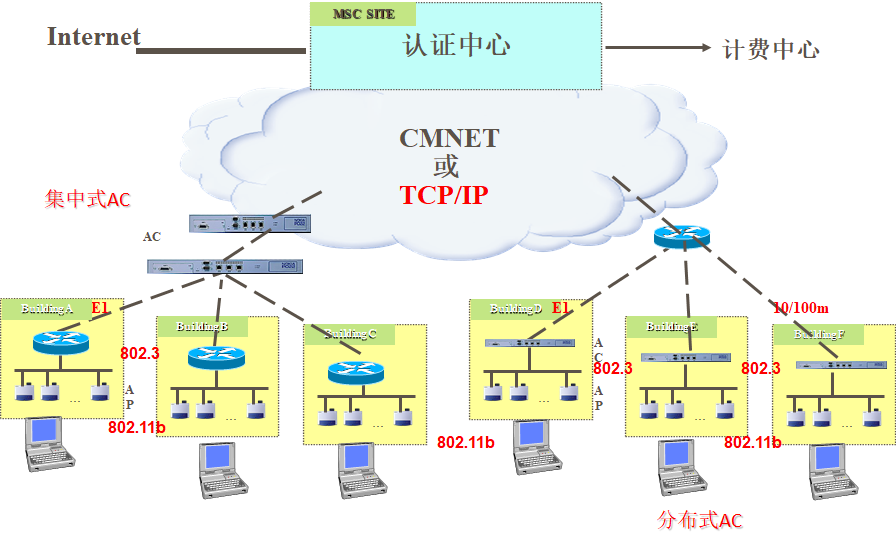 MSC SITE
Internet
认证中心
计费中心
CMNET
或
TCP/IP
集中式AC
AC
BuildingA
E1
BuildingB
BuildingC
BuildingD
E1
BuildingE
10/100m
BuildingF
802.3
A
C
802.3
802.3
A
P
A
P
...
...
...
...
...
...
802.11b
802.11b
802.11b
分布式AC